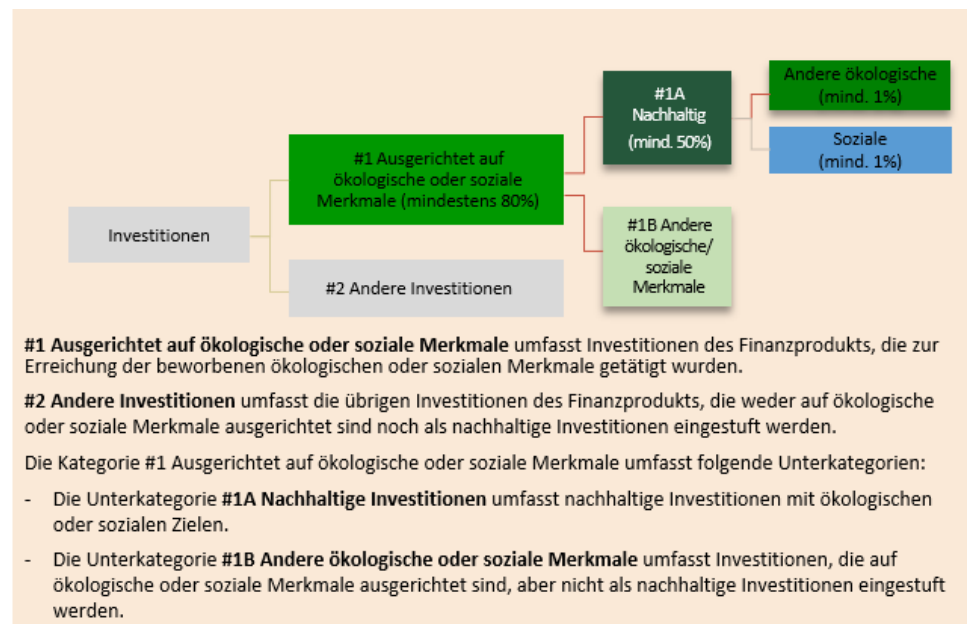 Investitionen
#1 Ausgerichtet auf
ökologische oder soziale
Merkmale (mindestens 80%)
#2 Andere Investitionen
#1A
Nachhaltig
(mind. 50%)
#1B Andere
ökologische/
soziale
Merkmale
Andere ökologische
(mind. 1%)
Soziale
(mind. 1%)
#1 Ausgerichtet auf ökologische oder soziale Merkmale umfasst Investitionen des Finanzprodukts, die zur
Erreichung der beworbenen ökologischen oder sozialen Merkmale getätigt wurden.
#2 Andere Investitionen umfasst die übrigen Investitionen des Finanzprodukts, die weder auf ökologische
oder soziale Merkmale ausgerichtet sind noch als nachhaltige Investitionen eingestuft werden.
Die Kategorie #1 Ausgerichtet auf ökologische oder soziale Merkmale umfasst folgende Unterkategorien:
- Die Unterkategorie #1A Nachhaltige Investitionen umfasst nachhaltige Investitionen mit ökologischen
oder sozialen Zielen.
- Die Unterkategorie #1B Andere ökologische oder soziale Merkmale umfasst Investitionen, die auf
ökologische oder soziale Merkmale ausgerichtet sind, aber nicht als nachhaltige Investitionen eingestuft
werden.